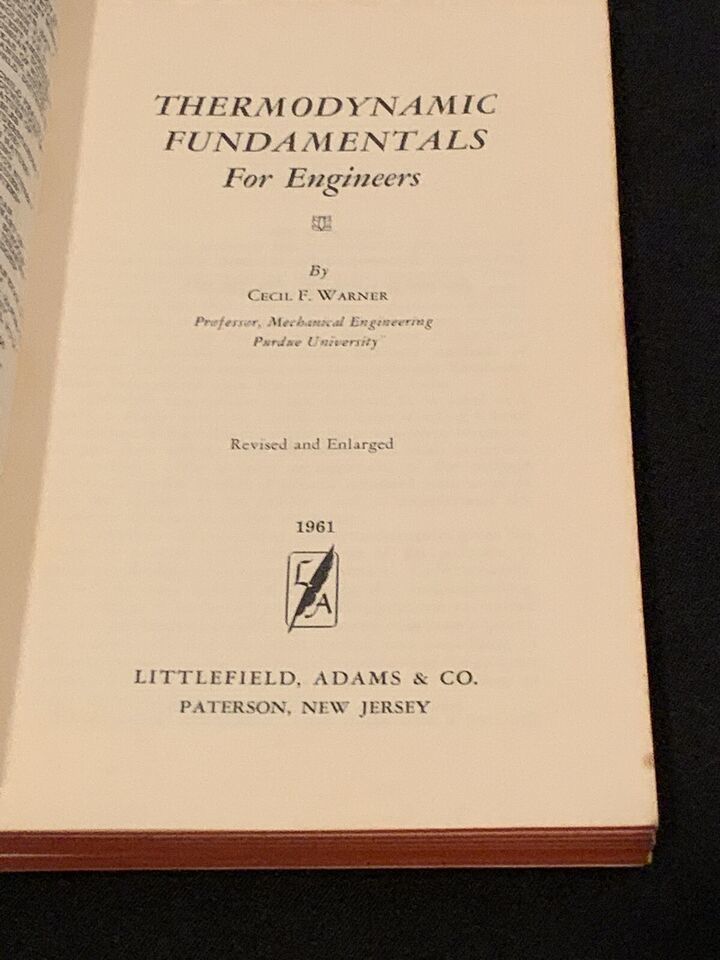 THERMODYNAMIC
FUNDAMENTALS
For Engineers
By
CECIL F. WARNER
Professor, Mechanical Engineering
Purdue University
Revised and Enlarged
1961
L
A
LITTLEFIELD, ADAMS & CO.
PATERSON, NEW JERSEY